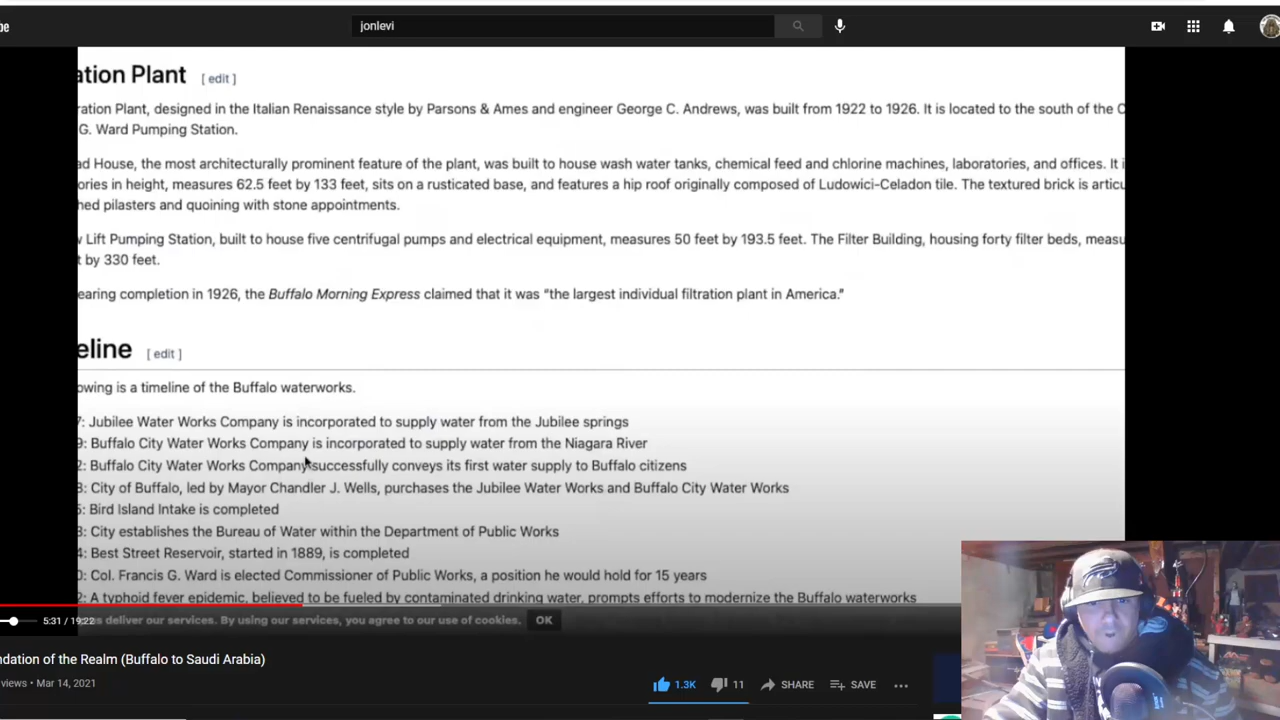 be
jonlevi
ation Plant [ edit ]
ration Plant, designed in the Italian Renaissance style by Parsons & Ames and engineer George C. Andrews, was built from 1922 to 1926. It is located to the south of the C
G. Ward Pumping Station.
ad House, the most architecturally prominent feature of the plant, was built to house wash water tanks, chemical feed and chlorine machines, laboratories, and offices. It i
ories in height, measures 62.5 feet by 133 feet, sits on a rusticated base, and features a hip roof originally composed of Ludowici-Celadon tile. The textured brick is articu
hed pilasters and quoining with stone appointments.
v Lift Pumping Station, built to house five centrifugal pumps and electrical equipment, measures 50 feet by 193.5 feet. The Filter Building, housing forty filter beds, measu
t by 330 feet.
earing completion in 1926, the Buffalo Morning Express claimed that it was “the largest individual filtration plant in America.”
eline [ edit ]
owing is a timeline of the Buffalo waterworks.
7: Jubilee Water Works Company is incorporated to supply water from the Jubilee springs
9: Buffalo City Water Works Company is incorporated to supply water from the Niagara River
2: Buffalo City Water Works Company successfully conveys its first water supply to Buffalo citizens
8: City of Buffalo, led by Mayor Chandler J. Wells, purchases the Jubilee Water Works and Buffalo City Water Works
5: Bird Island Intake is completed
3: City establishes the Bureau of Water within the Department of Public Works
4: Best Street Reservoir, started in 1889, is completed
0: Col. Francis G. Ward is elected Commissioner of Public Works, a position he would hold for 15 years
2: A typhoid fever epidemic, believed to be fueled by contaminated drinking water, prompts efforts to modernize the Buffalo waterworks
5:31 / 19:22 s deliver our services. By using our services, you agree to our use of cookies. OK
ndation of the Realm (Buffalo to Saudi Arabia)
views • Mar 14, 2021
1.3K 11 SHARE SAVE